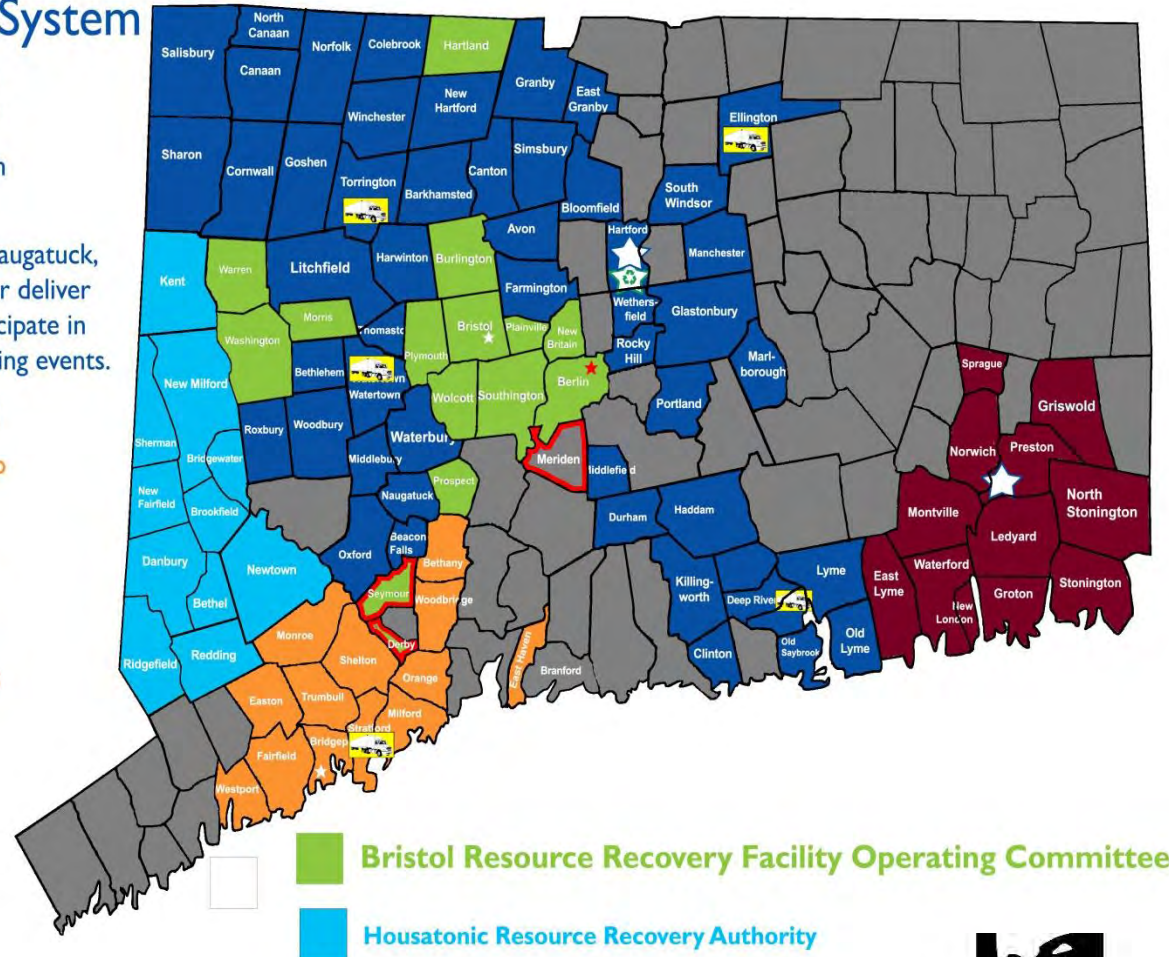 System
n
augatuck,
r deliver
cipate in
ing events.
Salisbury
North
Canaan
Canaan
Norfolk
Colebrook
Hartland
Granby
East
Granby
Winchester
New
Hartford
Ellington
Sharon
Cornwall
Goshen
Torrington
Barkhamsted
Canton
Simsbury
Bloomfield
South
Windsor
Kent
Warren
Litchfield
Harwinton
Burlington
Avon
Farmington
Hartford
Manchester
Washington
Morris
Thomasto
Plymouth
Bristol
Plainville
New
Britain
Wethers-
field
Glastonbury
Rocky
Hill
Marl-
borough
New Milford
Bethlehem
wn
Watertown
Wolcott
Southington
Berlin
Portland
Sprague
Griswold
Sherman
Bridgewater
Roxbury
Woodbury
Waterbury
Middlebury
Meriden
Middlefield
Norwich
Preston
New
Fairfield
Brookfield
Naugatuck
Prospect
Durham
Haddam
Montville
North
Stonington
Danbury
Newtown
Oxford
Beacon
Falls
Bethany
Ledyard
Bethel
Seymour
Woodbridge
Killing-
worth
Deep River
Lyme
East
Lyme
Waterford
New
London
Groton
Stonington
Ridgefield
Redding
Monroe
Derby
Shelton
Orange
East Haven
Branford
Clinton
Old
Saybrook
Old
Lyme
Easton
Trumbull
Milford
Stratford
Fairfield
Bridgep
Westport
Bristol Resource Recovery Facility Operating Committee
Housatonic Resource Recovery Authority